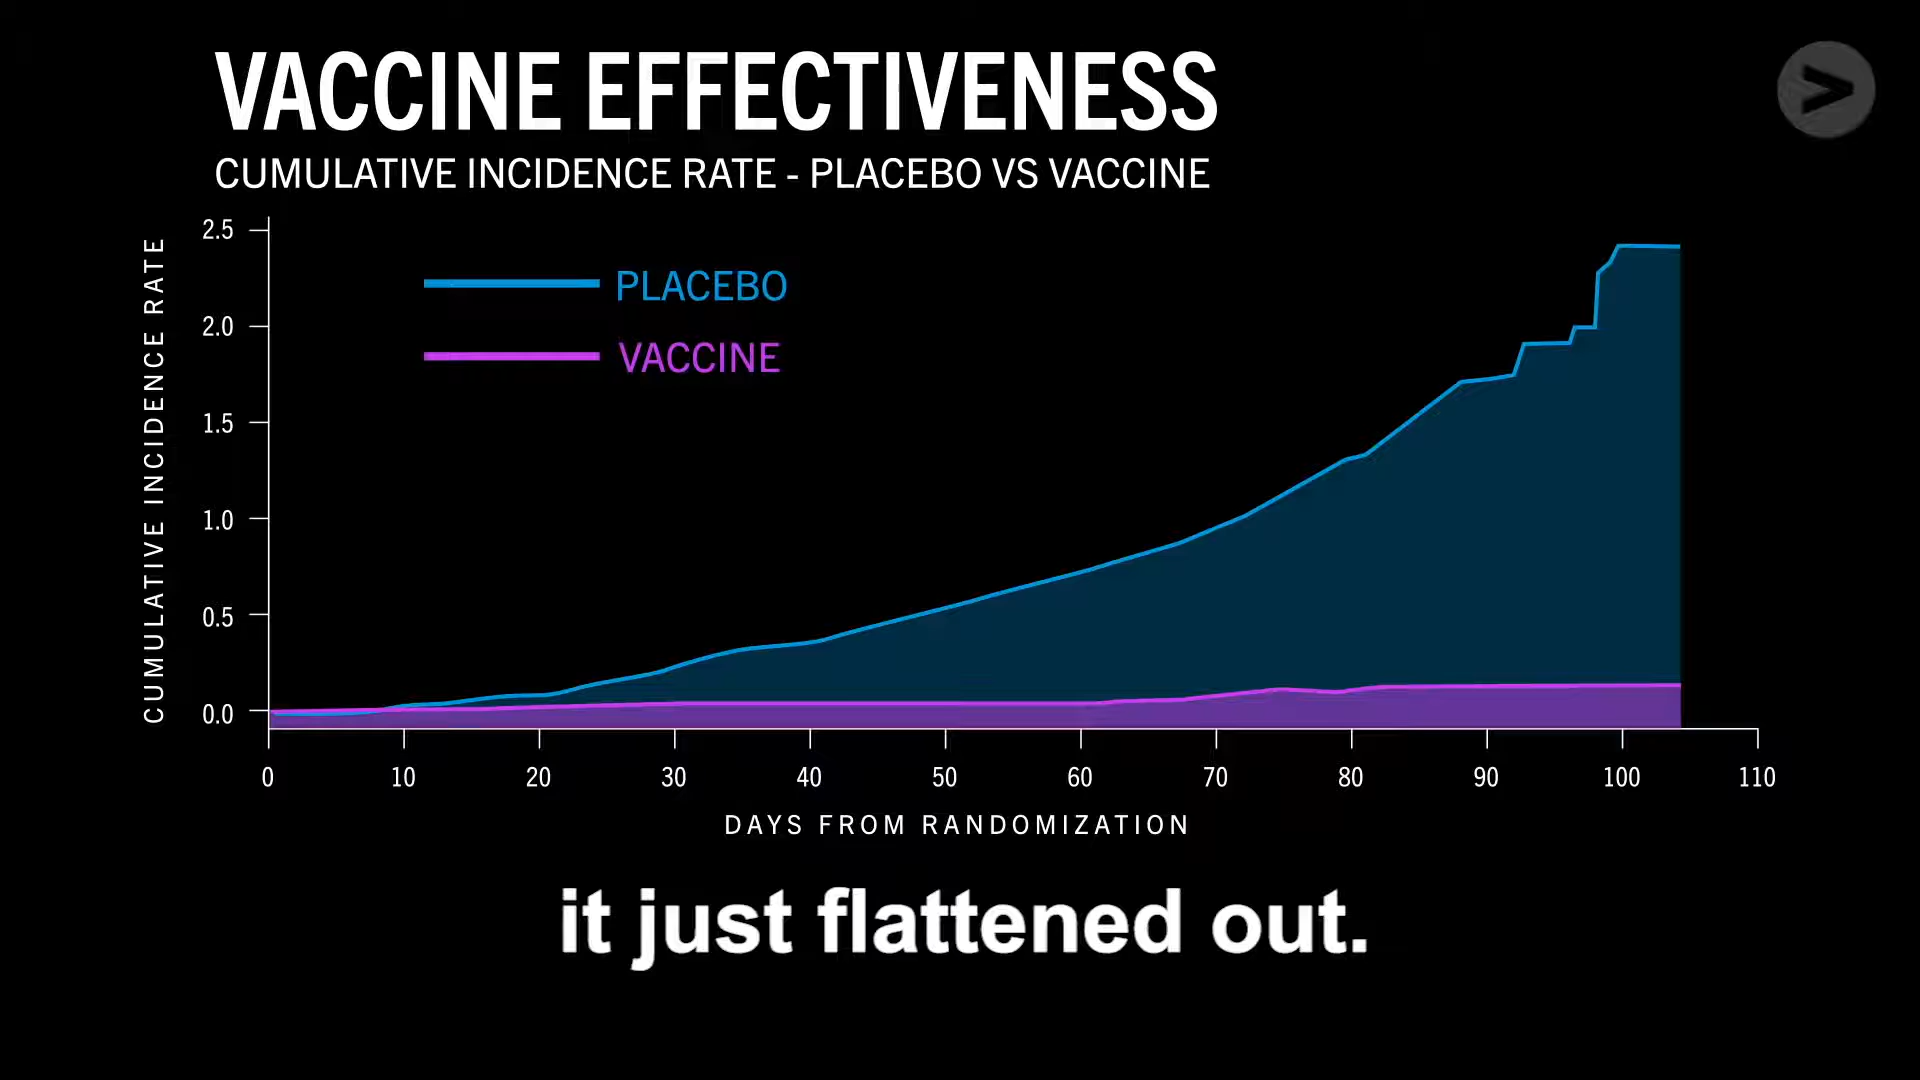 VACCINE EFFECTIVENESS
CUMULATIVE INCIDENCE RATE - PLACEBO VS VACCINE
CUMULATIVE INCIDENCE RATE
2.5
2.0
1.5
1.0
0.5
0.0
PLACEBO
VACCINE
0 10 20 30 40 50 60 70 80 90 100 110
DAYS FROM RANDOMIZATION
it just flattened out.